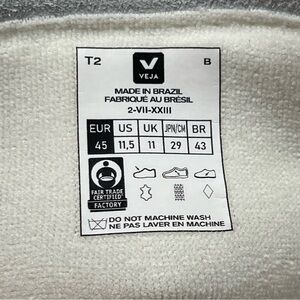 T2 B
VEJA
MADE IN BRAZIL
FABRIQUÉ AU BRÉSIL
2-VII-XXIII
EUR US UK JPN/CM BR
45 11,5 11 29 43
FAIR TRADE
CERTIFIED
FACTORY
DO NOT MACHINE WASH
NE PAS LAVER EN MACHINE